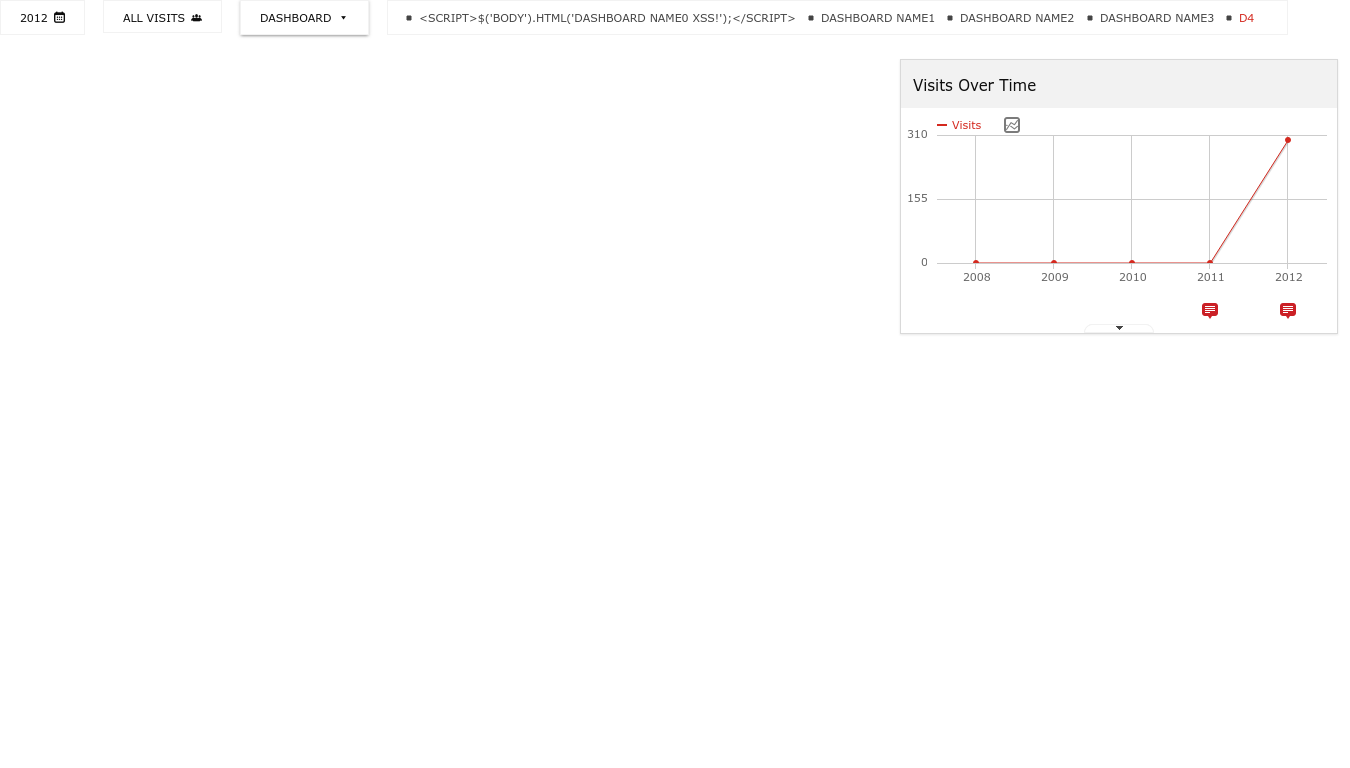 2012
ALL VISITS
DASHBOARD
<SCRIPT>$('BODY').HTML('DASHBOARD NAME0 XSS!');</SCRIPT>
DASHBOARD NAME1
DASHBOARD NAME2
DASHBOARD NAME3
D4
Visits Over Time
Visits
310
155
0
2008 2009 2010 2011 2012